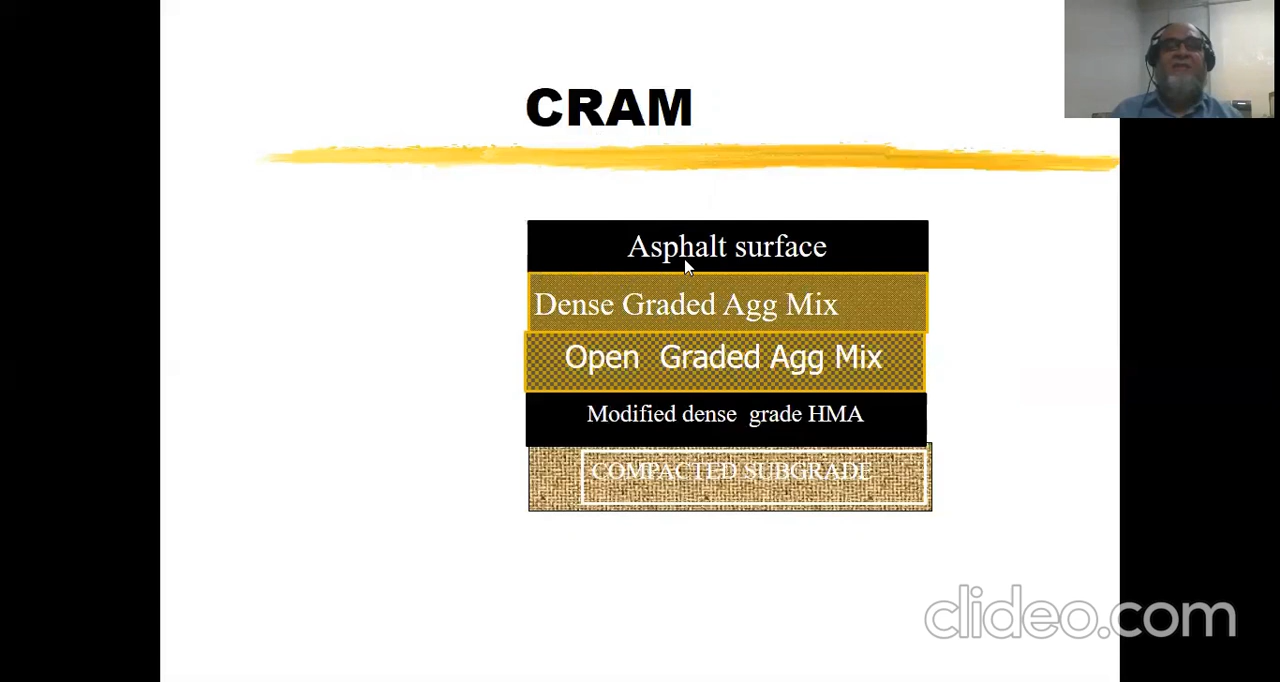 CRAM
Asphalt surface
Dense Graded Agg Mix
Open Graded Agg Mix
Modified dense grade HMA
COMPACTED SUBGRADE
clideo.com